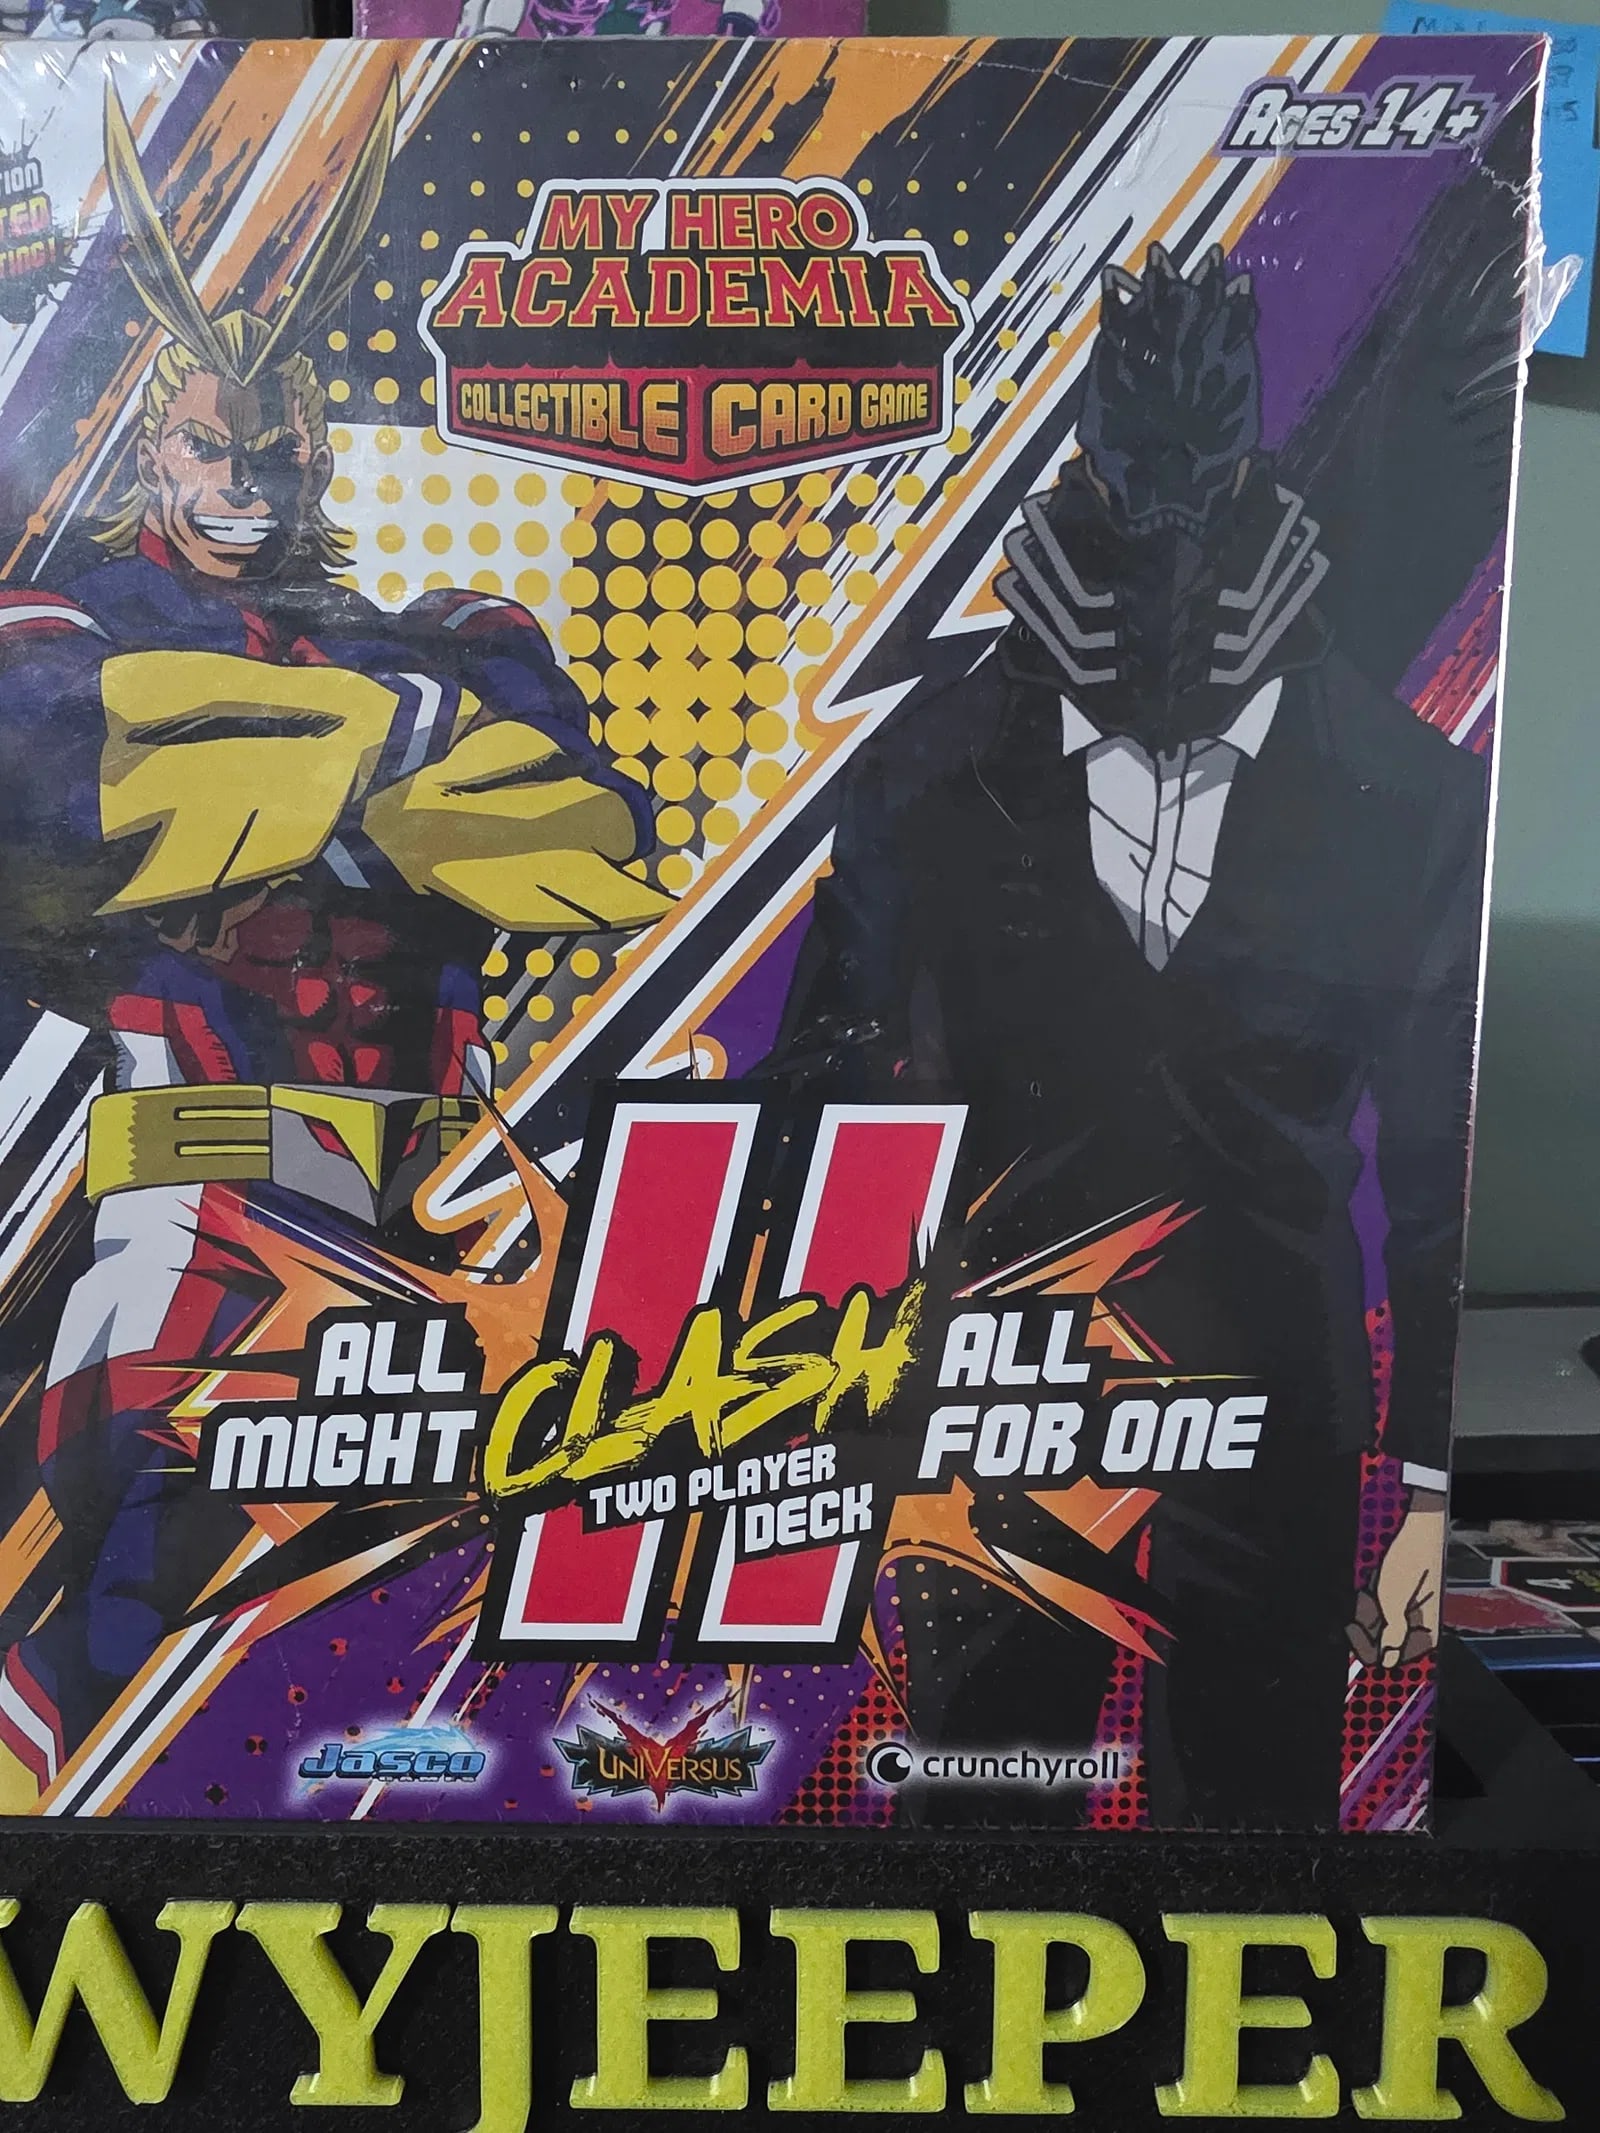 AGES 14+
MY HERO
ACADEMIA
COLLECTIBLE CARD GAME
ALL
MIGHT
CLASH
TWO PLAYER
DECK
ALL
FOR ONE
Jasco
GAMES
UNIVERSUS
crunchyroll
WYJEEPER